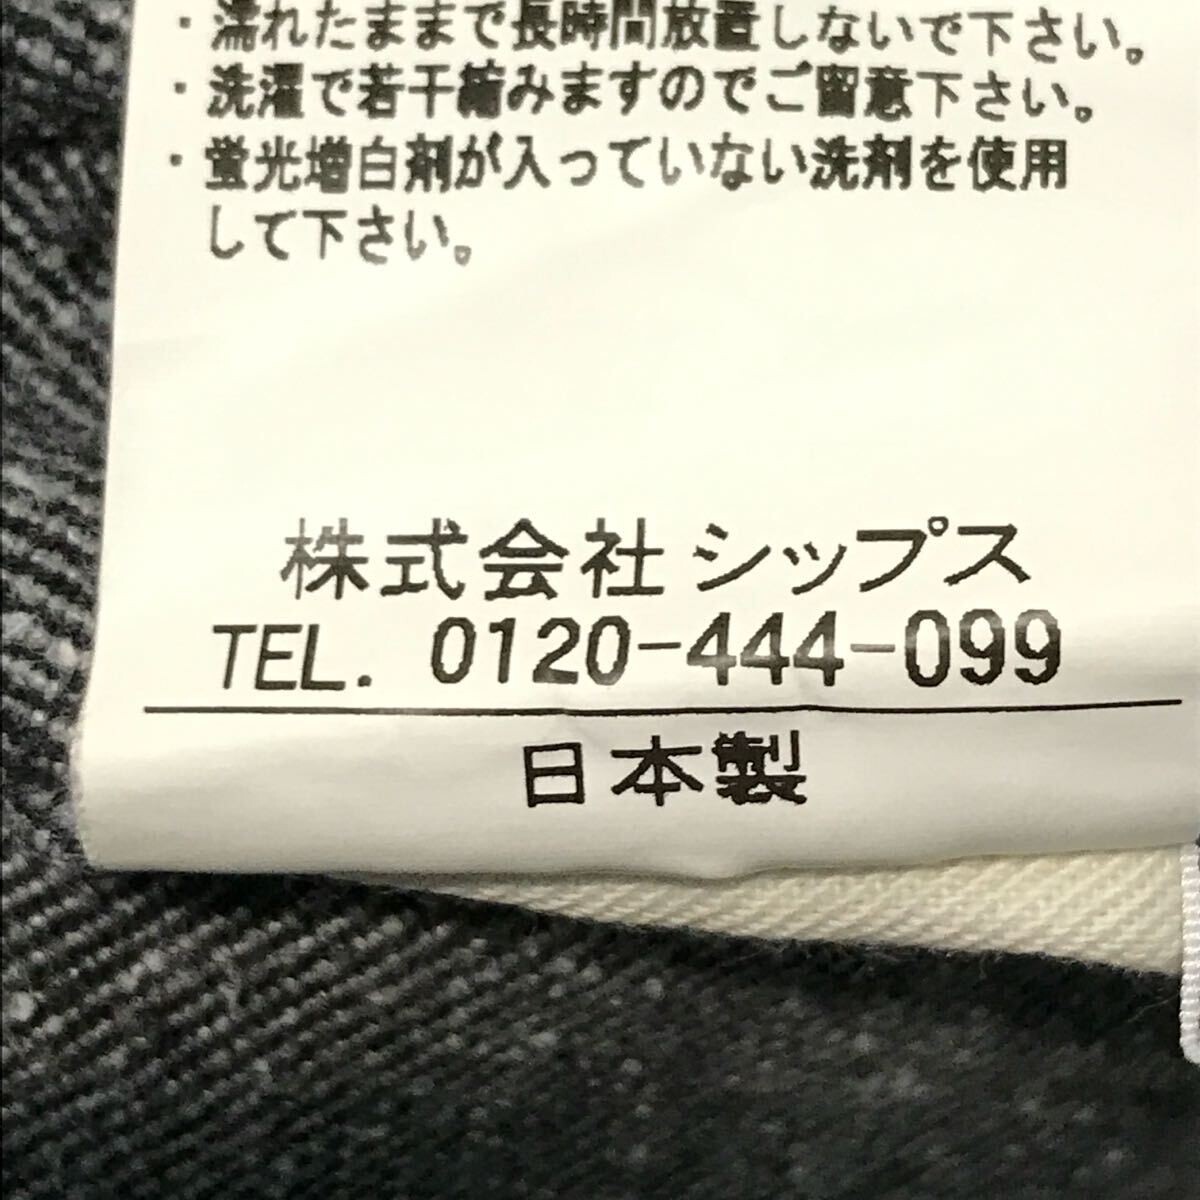 ・濡れたままで長時間放置しないで下さい。
・洗濯で若干縮みますのでご留意下さい。
・蛍光増白剤が入っていない洗剤を使用
して下さい。
株式会社シップス
TEL. 0120-444-099
日本製